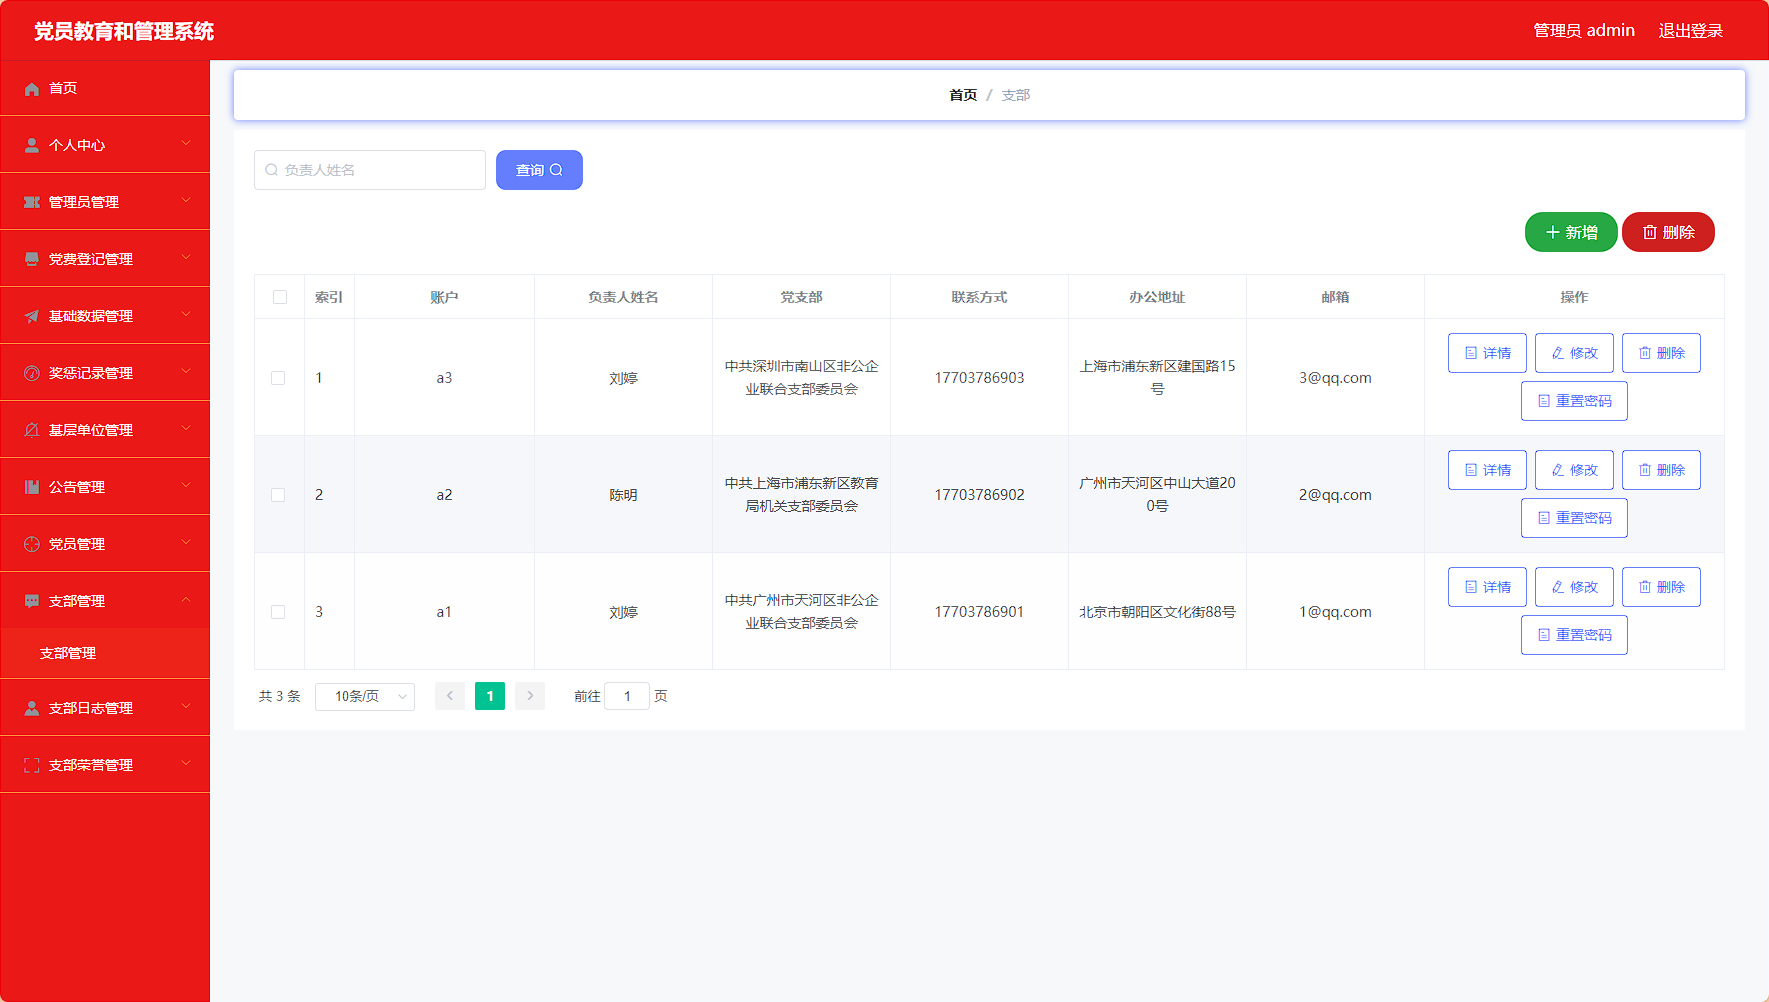 党员教育和管理系统
管理员 admin 退出登录
首页
个人中心
管理员管理
党费登记管理
基础数据管理
奖惩记录管理
基层单位管理
公告管理
党员管理
支部管理
支部管理
支部日志管理
支部荣誉管理
首页 / 支部
负责人姓名 查询
新增 删除
索引 账户 负责人姓名 党支部 联系方式 办公地址 邮箱 操作
1 a3 刘婷 中共深圳市南山区非公企 17703786903 上海市浦东新区建国路15 3@qq.com 详情 修改 删除
业联合支部委员会 号 重置密码
2 a2 陈明 中共上海市浦东新区教育 17703786902 广州市天河区中山大道20 2@qq.com 详情 修改 删除
局机关支部委员会 0号 重置密码
3 a1 刘婷 中共广州市天河区非公企 17703786901 北京市朝阳区文化街88号 1@qq.com 详情 修改 删除
业联合支部委员会 重置密码
共 3 条 10条/页 1 前往 1 页